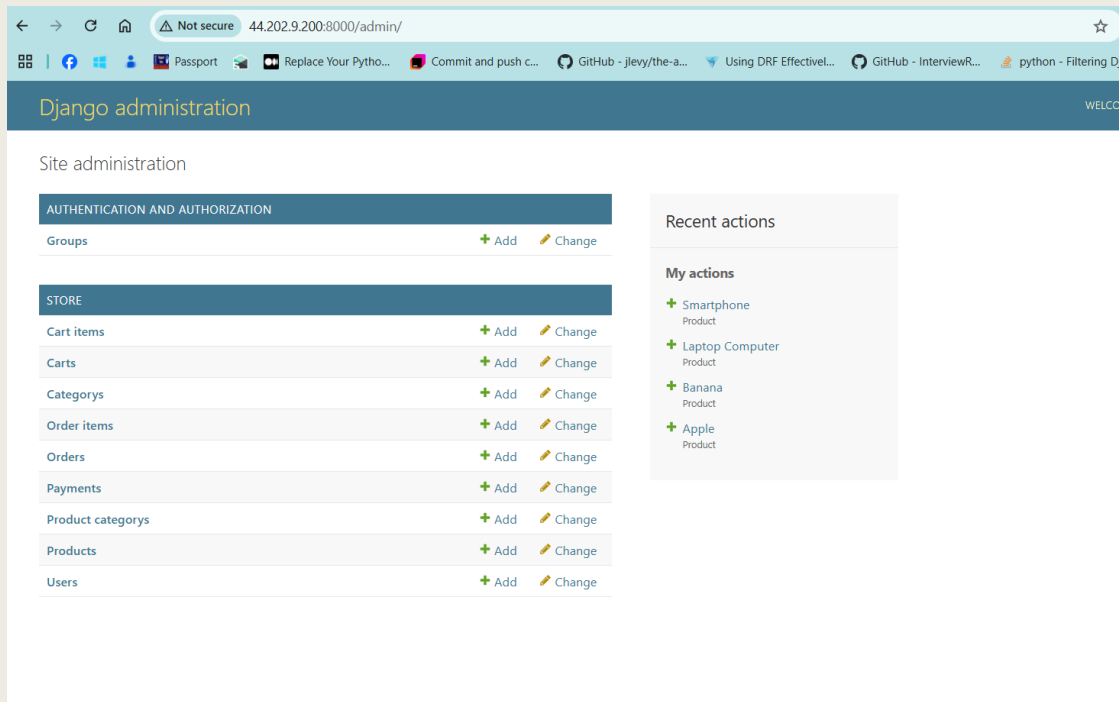 Not secure 44.202.9.200:8000/admin/
Passport Replace Your Pytho... Commit and push c... GitHub - jlevy/the-a... Using DRF Effectivel... GitHub - InterviewR... python - Filtering Dj
Django administration
WELCO
Site administration
AUTHENTICATION AND AUTHORIZATION
Groups Add Change
STORE
Cart items Add Change
Carts Add Change
Categorys Add Change
Order items Add Change
Orders Add Change
Payments Add Change
Product categorys Add Change
Products Add Change
Users Add Change
Recent actions
My actions
Smartphone
Product
Laptop Computer
Product
Banana
Product
Apple
Product